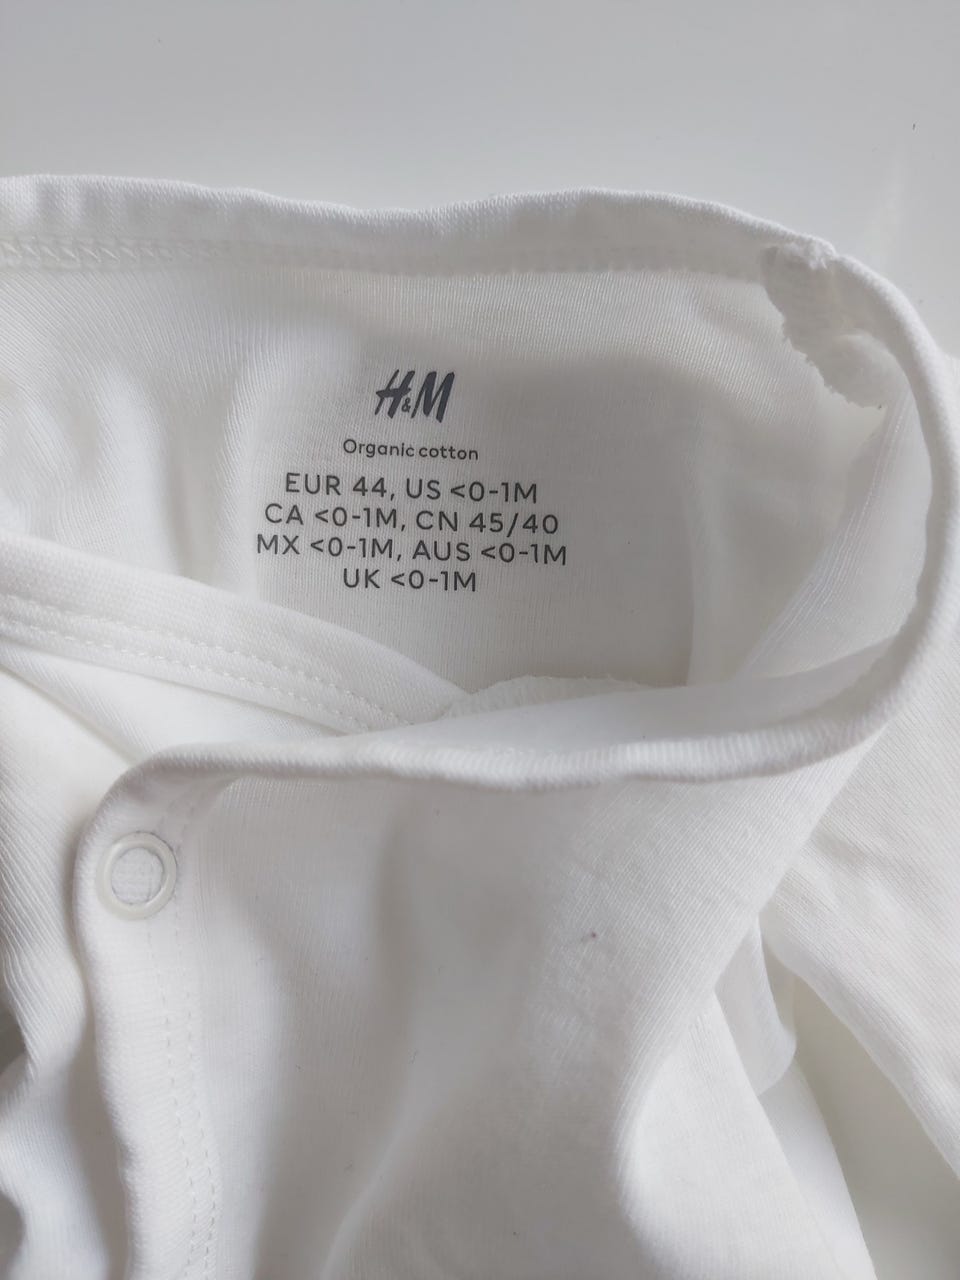 H&M
Organic cotton
EUR 44, US <0-1M
CA <0-1M, CN 45/40
MX <0-1M, AUS <0-1M
UK <0-1M